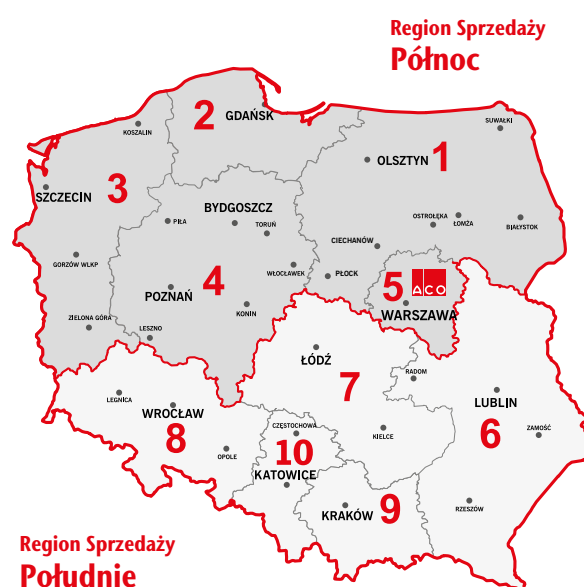 Region Sprzedaży
Północ
2
GDAŃSK
KOSZALIN
SUWAŁKI
1
OLSZTYN
3
SZCZECIN
BYDGOSZCZ
PIŁA
TORUŃ
OSTROŁĘKA
ŁOMŻA
BIAŁYSTOK
CIECHANÓW
GORZÓW WLKP
WŁOCŁAWEK
PŁOCK
4
POZNAŃ
5
ACO
WARSZAWA
KONIN
ZIELONA GÓRA
LESZNO
ŁÓDŹ
7
RADOM
LEGNICA
WROCŁAW
LUBLIN
8
6
ZAMOŚĆ
CZĘSTOCHOWA
KIELCE
10
OPOLE
KATOWICE
KRAKÓW
9
RZESZÓW
Region Sprzedaży
Południe